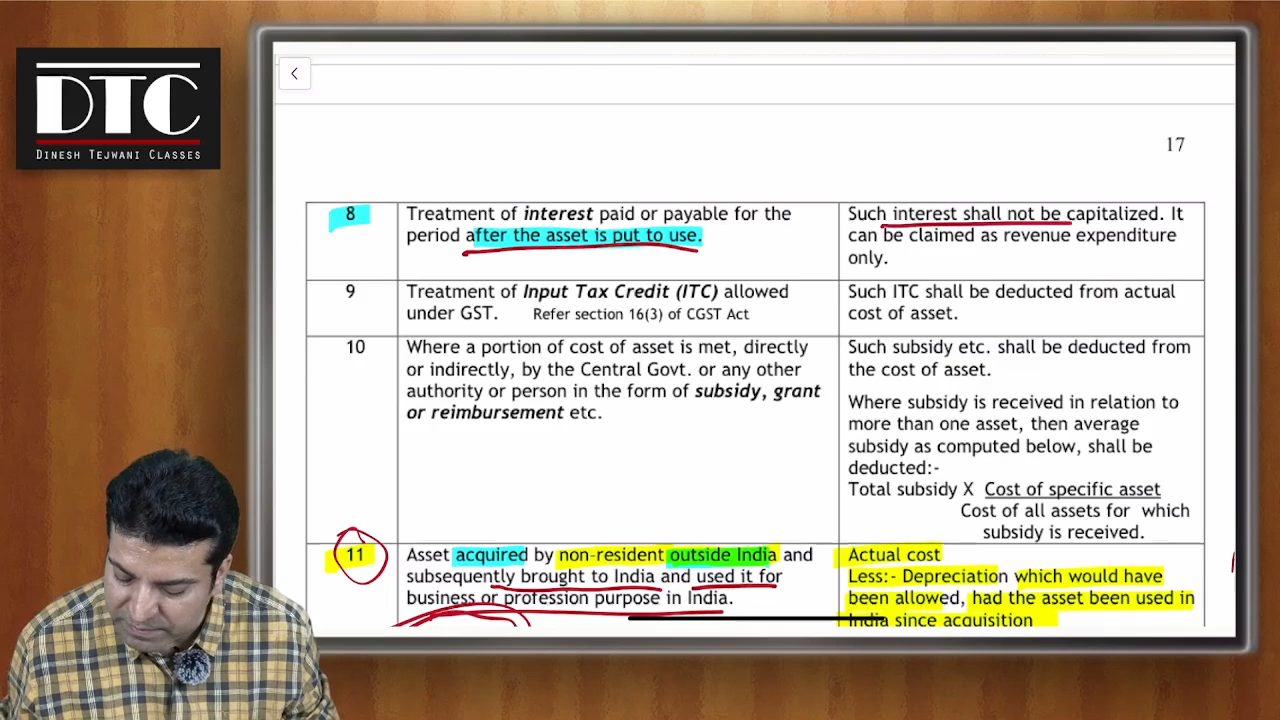 DTC
DINESH TEJWANI CLASSES
17
8
Treatment of interest paid or payable for the
period after the asset is put to use.
Such interest shall not be capitalized. It
can be claimed as revenue expenditure
only.
9
Treatment of Input Tax Credit (ITC) allowed
under GST. Refer section 16(3) of CGST Act
Such ITC shall be deducted from actual
cost of asset.
10
Where a portion of cost of asset is met, directly
or indirectly, by the Central Govt. or any other
authority or person in the form of subsidy, grant
or reimbursement etc.
Such subsidy etc. shall be deducted from
the cost of asset.
Where subsidy is received in relation to
more than one asset, then average
subsidy as computed below, shall be
deducted:-
Total subsidy X Cost of specific asset
Cost of all assets for which
subsidy is received.
11
Asset acquired by non-resident outside India and
subsequently brought to India and used it for
business or profession purpose in India.
Actual cost
Less:- Depreciation which would have
been allowed, had the asset been used in
India since acquisition